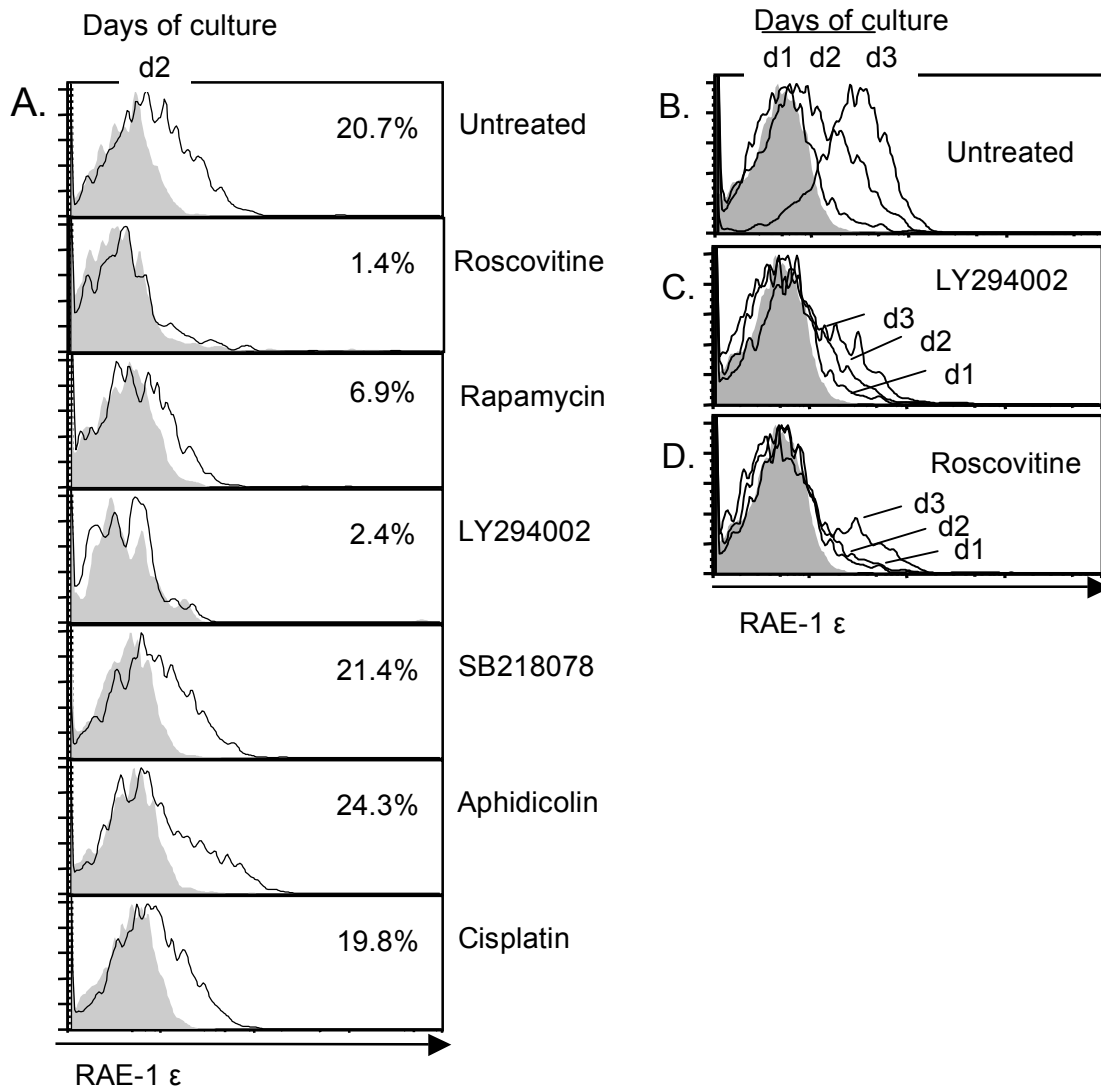 Days of culture
d2
A.
20.7%
Untreated
1.4%
Roscovitine
6.9%
Rapamycin
2.4%
LY294002
21.4%
SB218078
24.3%
Aphidicolin
19.8%
Cisplatin
RAE-1 ε
Days of culture
d1 d2 d3
B.
Untreated
C.
LY294002
d3
d2
d1
D.
Roscovitine
d3
d2
d1
RAE-1 ε